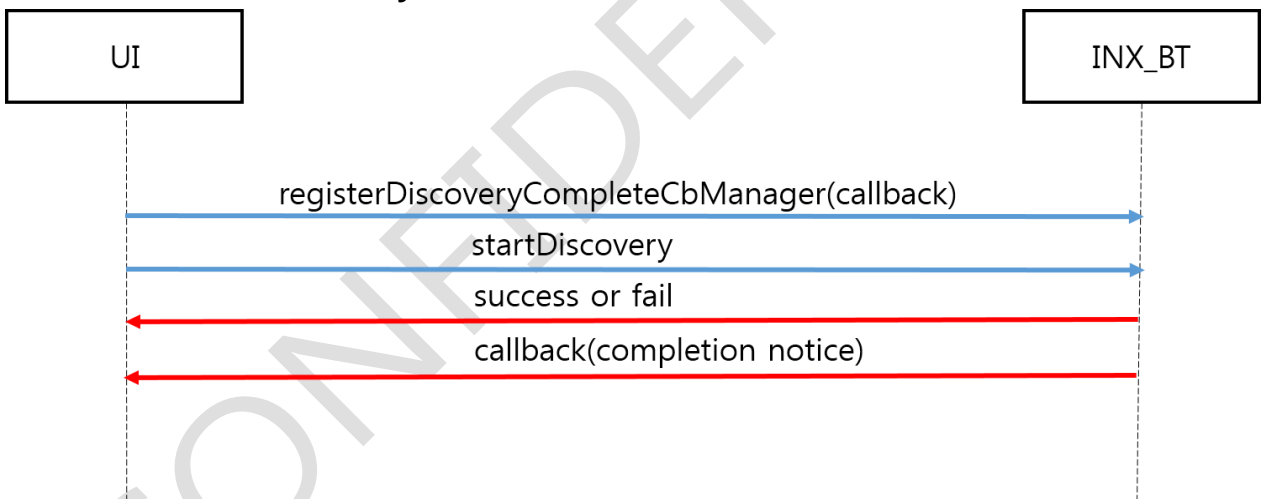 UI
INX_BT
registerDiscoveryCompleteCbManager(callback)
startDiscovery
success or fail
callback(completion notice)